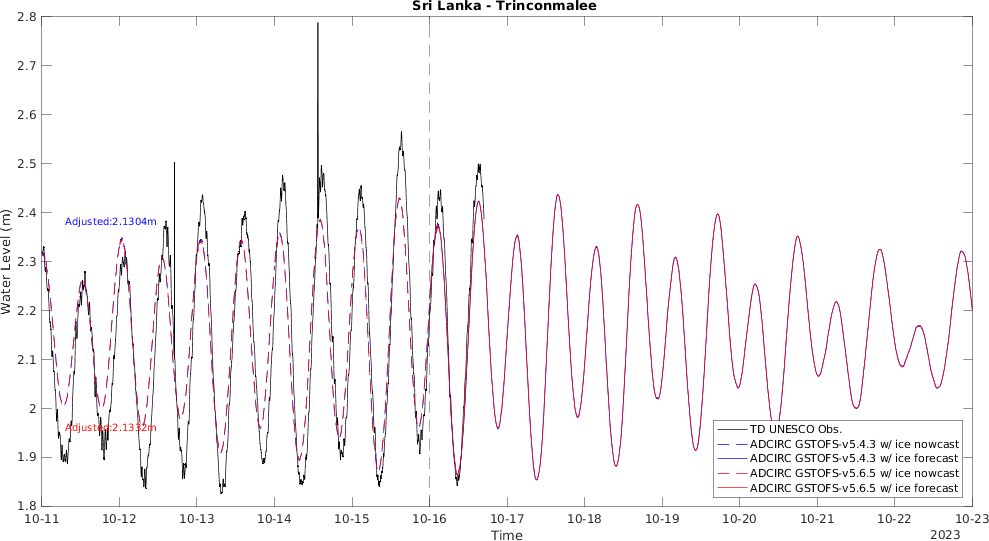 Sri Lanka - Trinconmalee
2.8
2.7
2.6
2.5
2.4
2.3
2.2
2.1
2
1.9
1.8
Water Level (m)
Adjusted:2.1304m
Adjusted:2.1332m
TD UNESCO Obs.
ADCIRC GSTOFS-v5.4.3 w/ ice nowcast
ADCIRC GSTOFS-v5.4.3 w/ ice forecast
ADCIRC GSTOFS-v5.6.5 w/ ice nowcast
ADCIRC GSTOFS-v5.6.5 w/ ice forecast
10-11 10-12 10-13 10-14 10-15 10-16 10-17 10-18 10-19 10-20 10-21 10-22 10-23
Time
2023